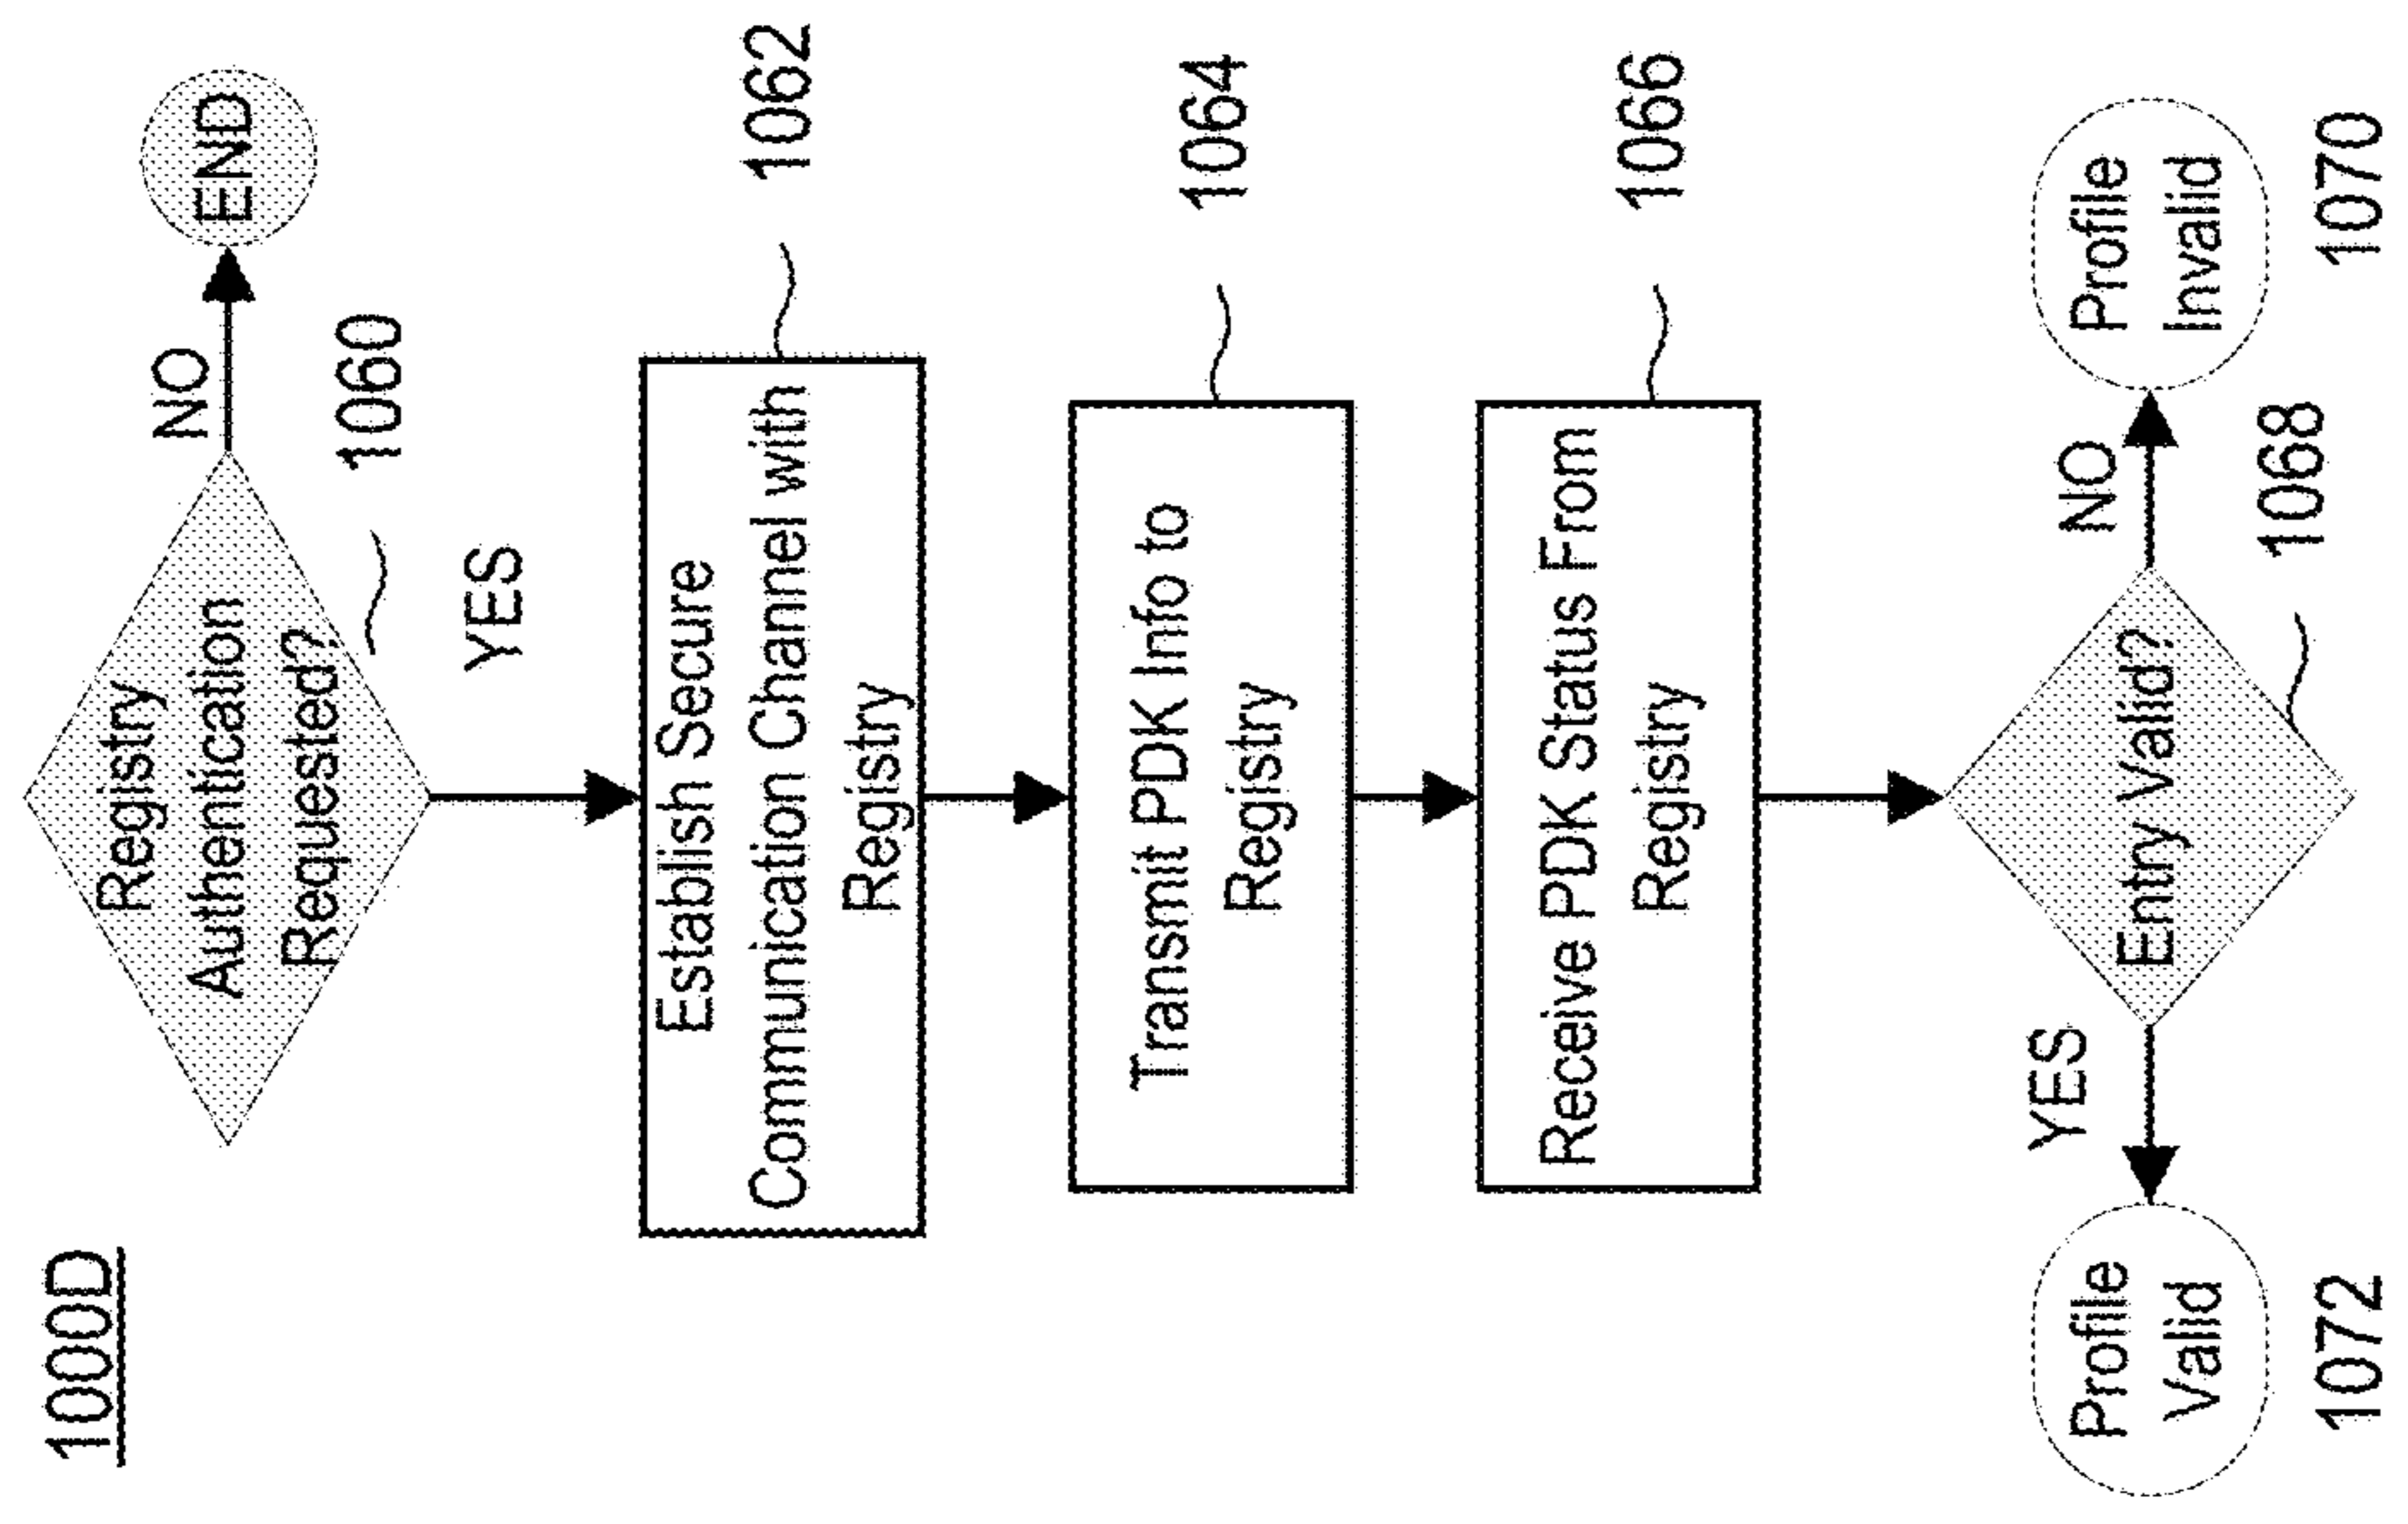 1000D
Registry
Authentication
Requested?
NO
END
1060
YES
Establish Secure
Communication Channel with
Registry
1062
Transmit PDK Info to
Registry
1064
Receive PDK Status From
Registry
1066
Entry Valid?
1068
YES
Profile
Valid
1072
NO
Profile
Invalid
1070